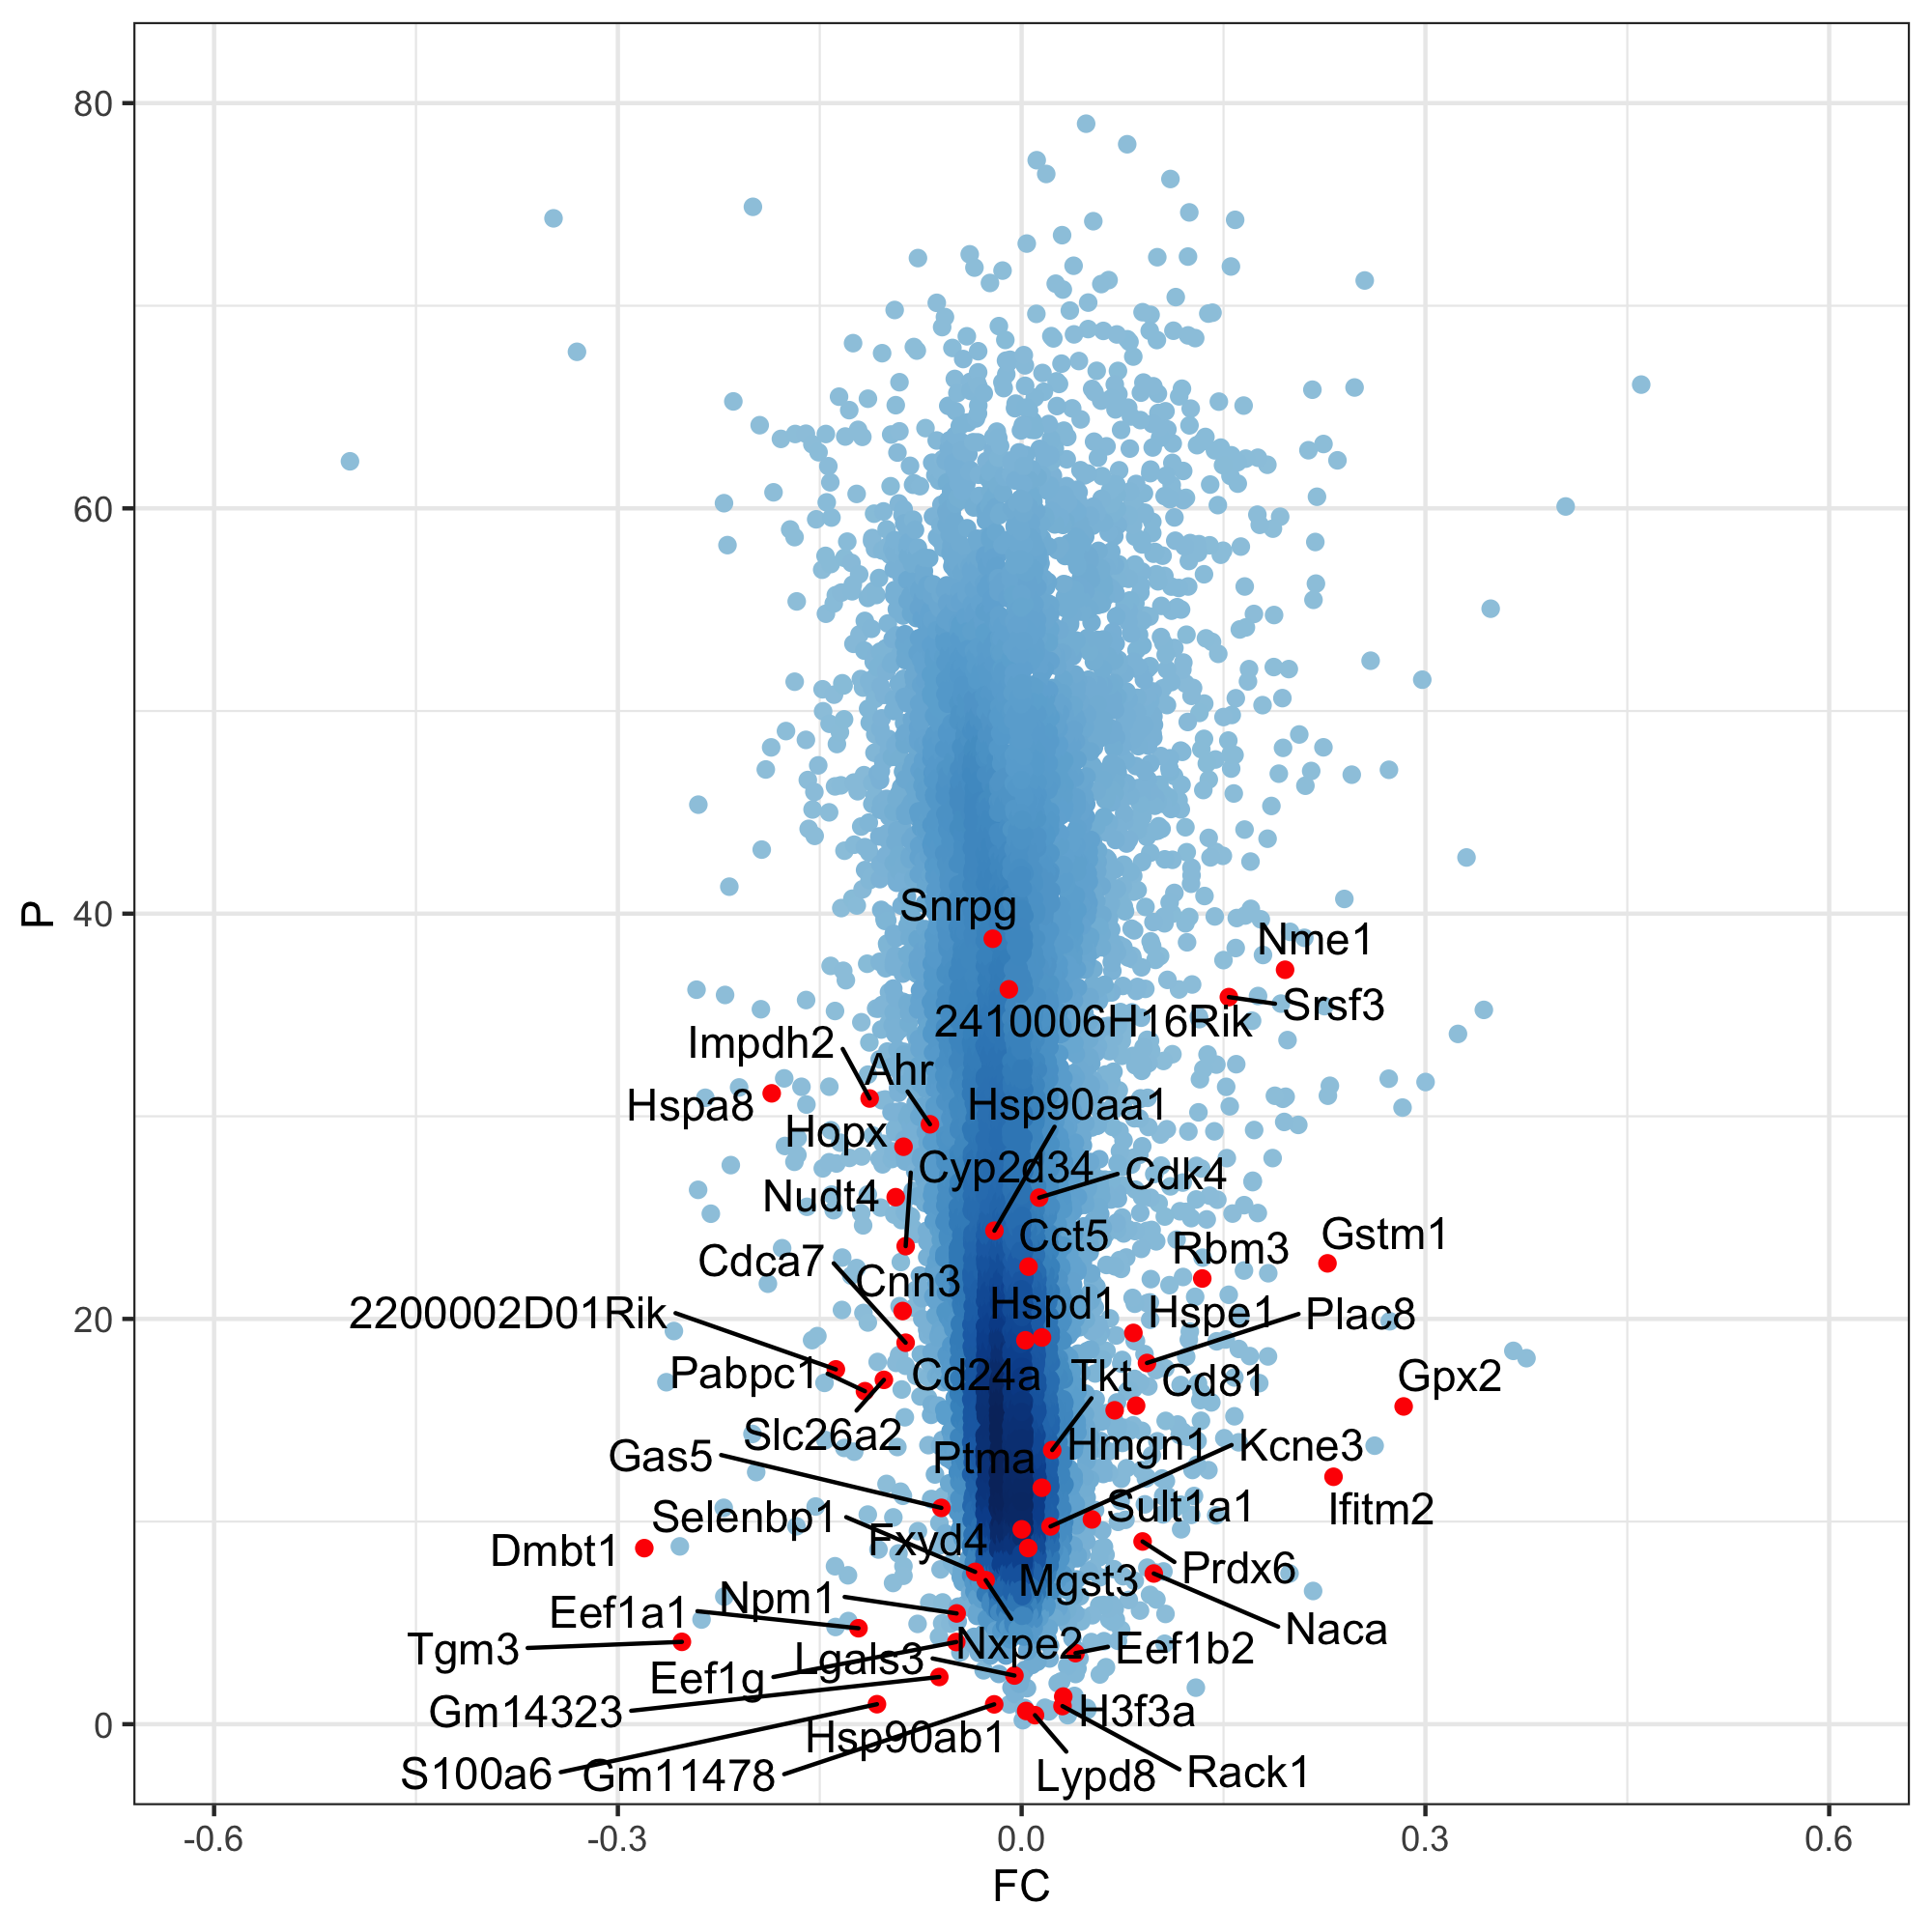 80
60
40
20
0
P
Snrpg
Nme1
Srsf3
2410006H16Rik
Impdh2
Ahr
Hspa8
Hsp90aa1
Hopx
Cyp2d34
Cdk4
Nudt4
Cct5
Gstm1
Rbm3
Cdca7
Cnn3
2200002D01Rik
Hspd1
Hspe1
Plac8
Pabpc1
Cd24a
Tkt
Cd81
Gpx2
Slc26a2
Gas5
Ptma
Hmgn1
Kcne3
Selenbp1
Sult1a1
Ifitm2
Fxyd4
Dmbt1
Mgst3
Prdx6
Npm1
Eef1a1
Naca
Tgm3
Nxpe2
Eef1b2
Lgals3
Eef1g
Gm14323
H3f3a
Hsp90ab1
S100a6
Gm11478
Lypd8
Rack1
-0.6
-0.3
0.0
0.3
0.6
FC